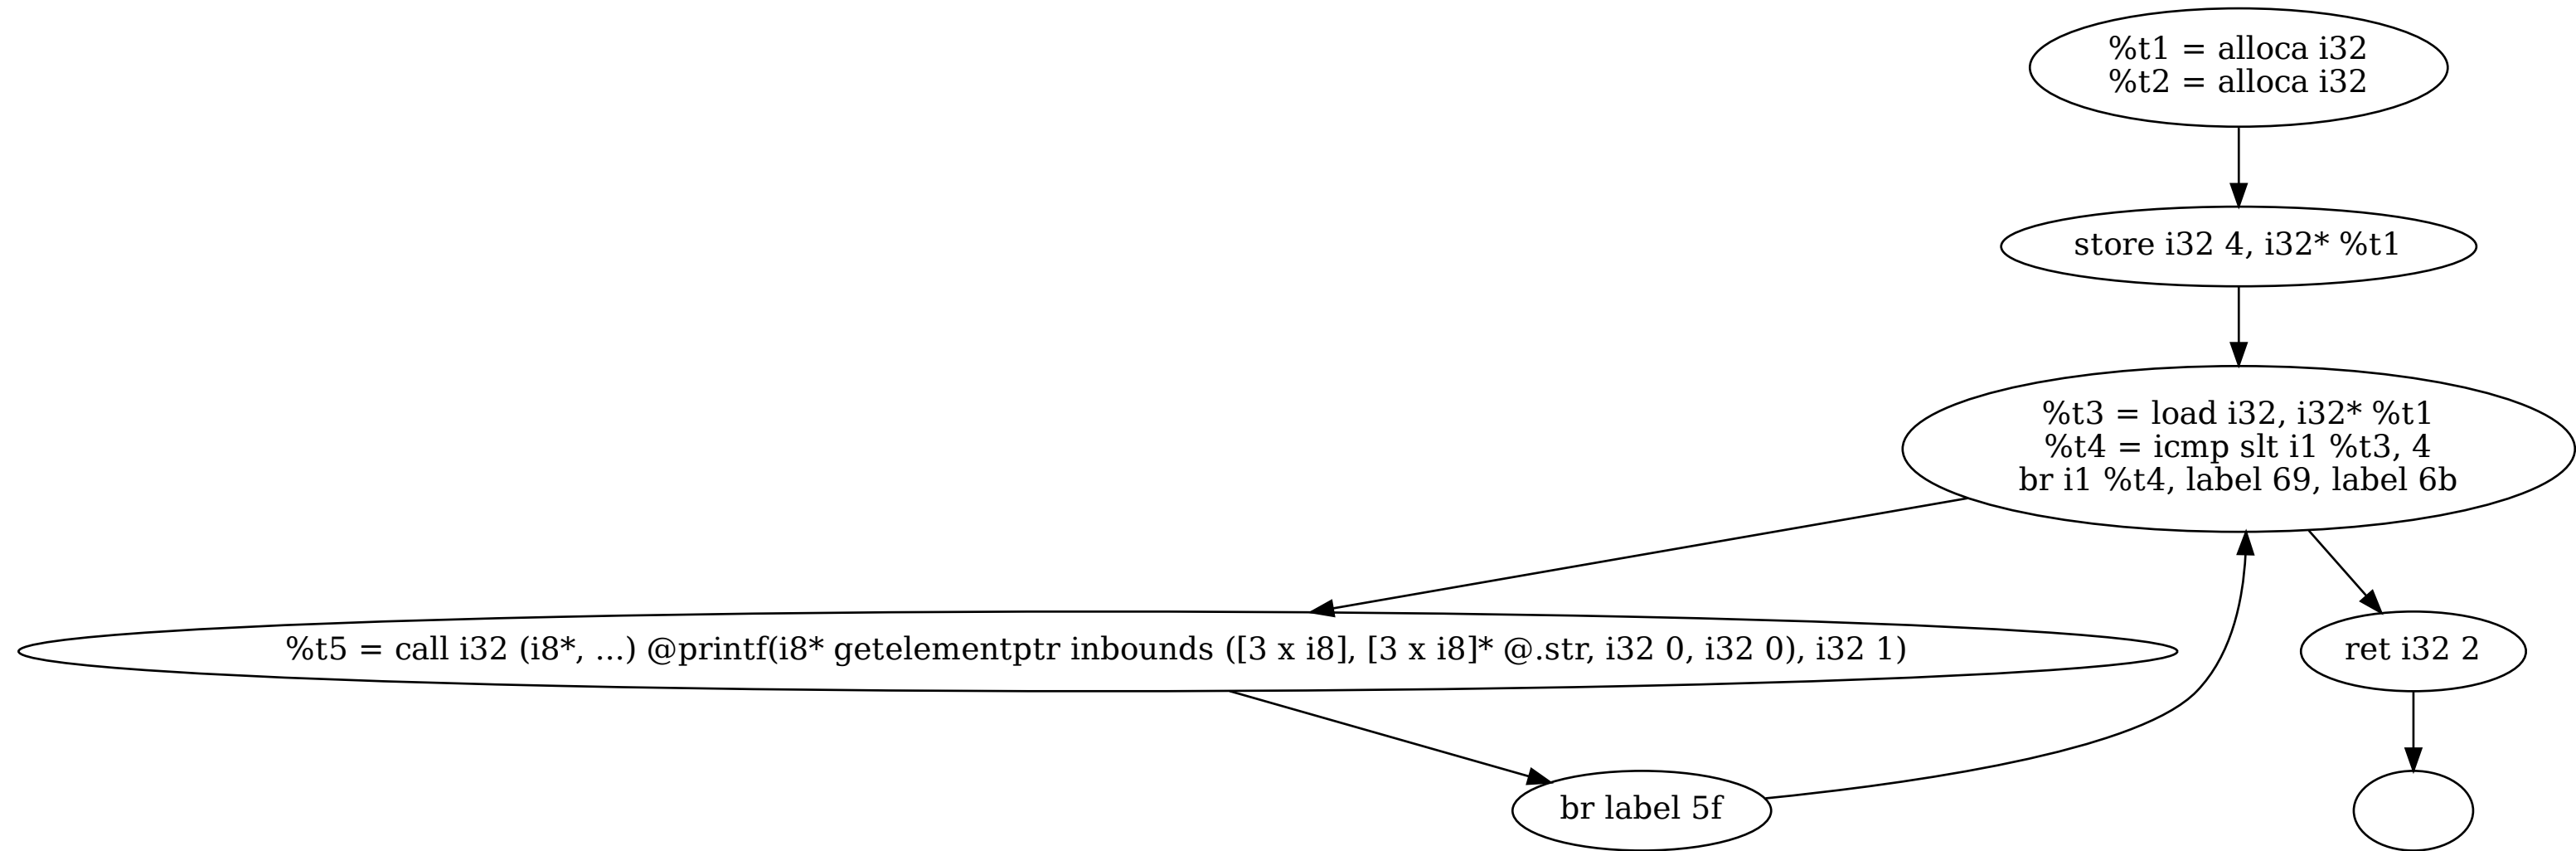 %t1 = alloca i32
%t2 = alloca i32
store i32 4, i32* %t1
%t3 = load i32, i32* %t1
%t4 = icmp slt i1 %t3, 4
br i1 %t4, label 69, label 6b
%t5 = call i32 (i8*, ...) @printf(i8* getelementptr inbounds ([3 x i8], [3 x i8]* @.str, i32 0, i32 0), i32 1)
ret i32 2
br label 5f